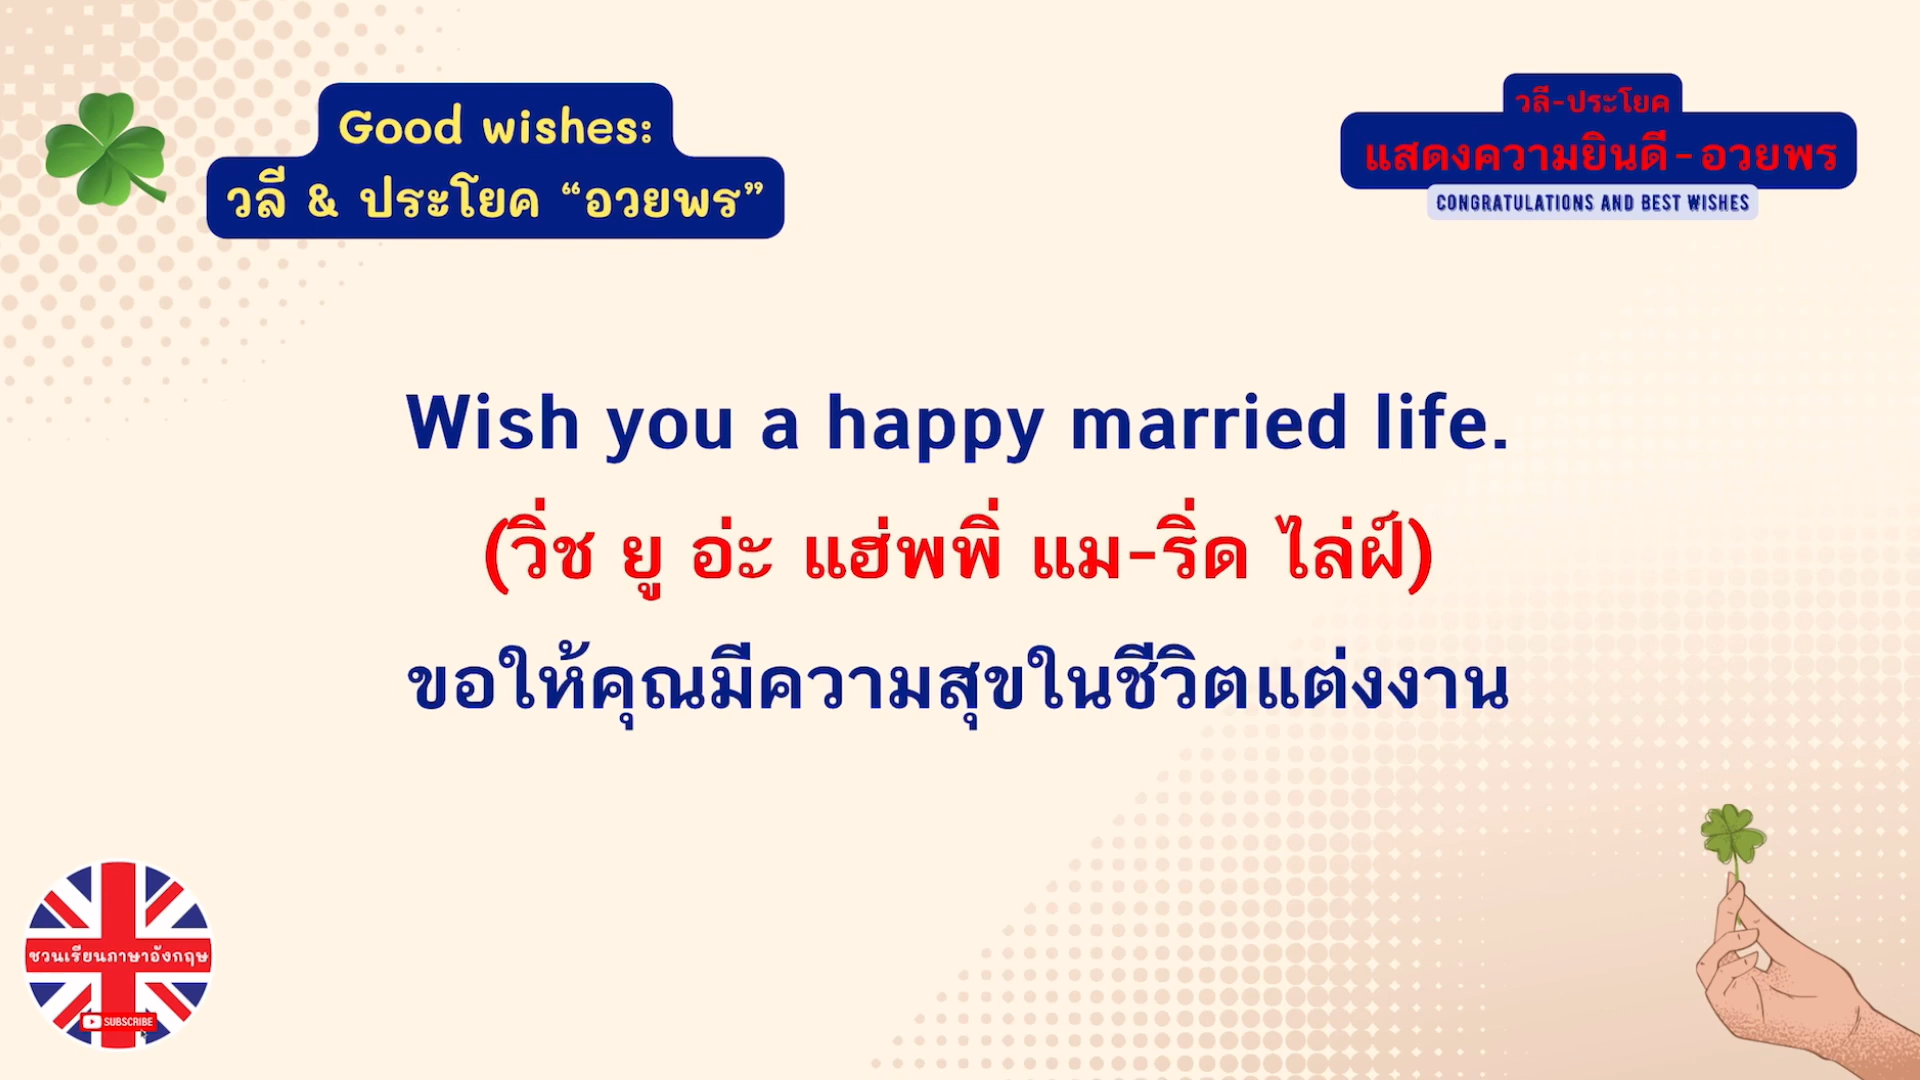 Good wishes:
วลี & ประโยค “อวยพร”
วลี-ประโยค
แสดงความยินดี-อวยพร
CONGRATULATIONS AND BEST WISHES
Wish you a happy married life.
(วิ่ช ยู อ่ะ แฮ่พพิ่ แม-ริ่ด ไล่ฝ์)
ขอให้คุณมีความสุขในชีวิตแต่งงาน
ชวนเรียนภาษาอังกฤษ
SUBSCRIBE